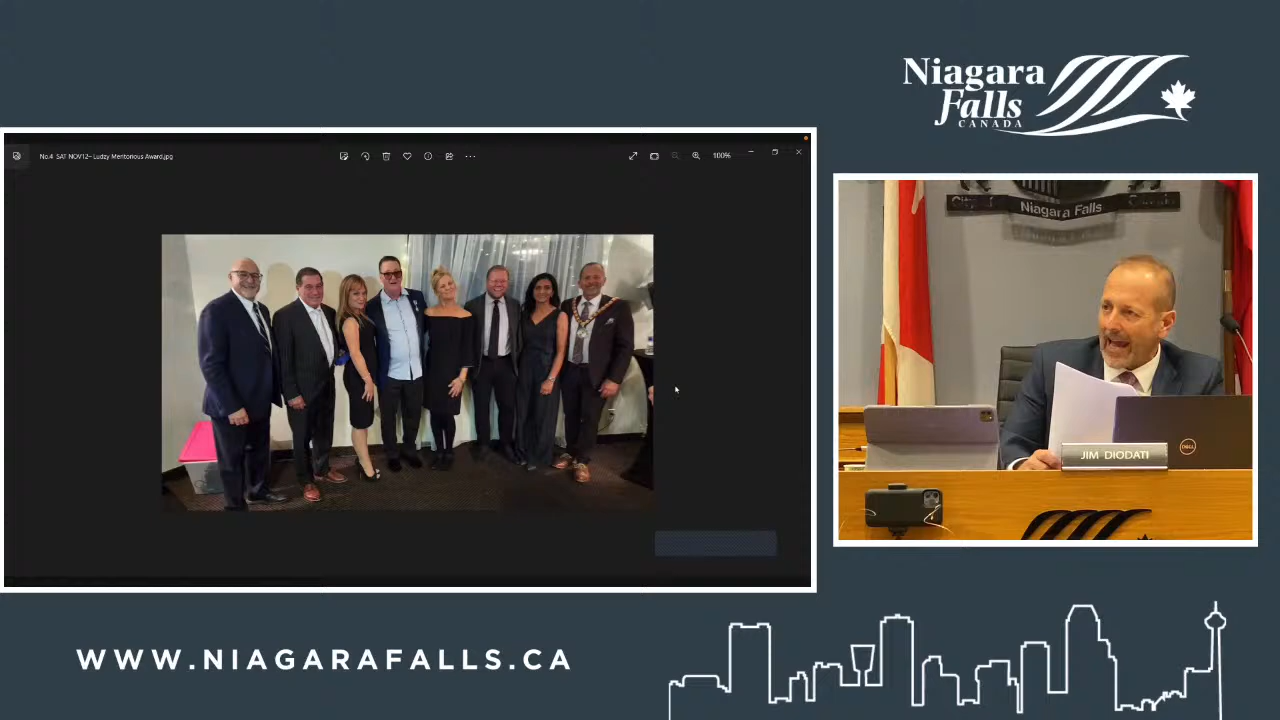 Niagara
Falls
CANADA
No.4 SAT NOV12-- Ludzy Meritorious Award.jpg
100%
Niagara Falls
JIM DIODATI
DELL
WWW.NIAGARAFALLS.CA